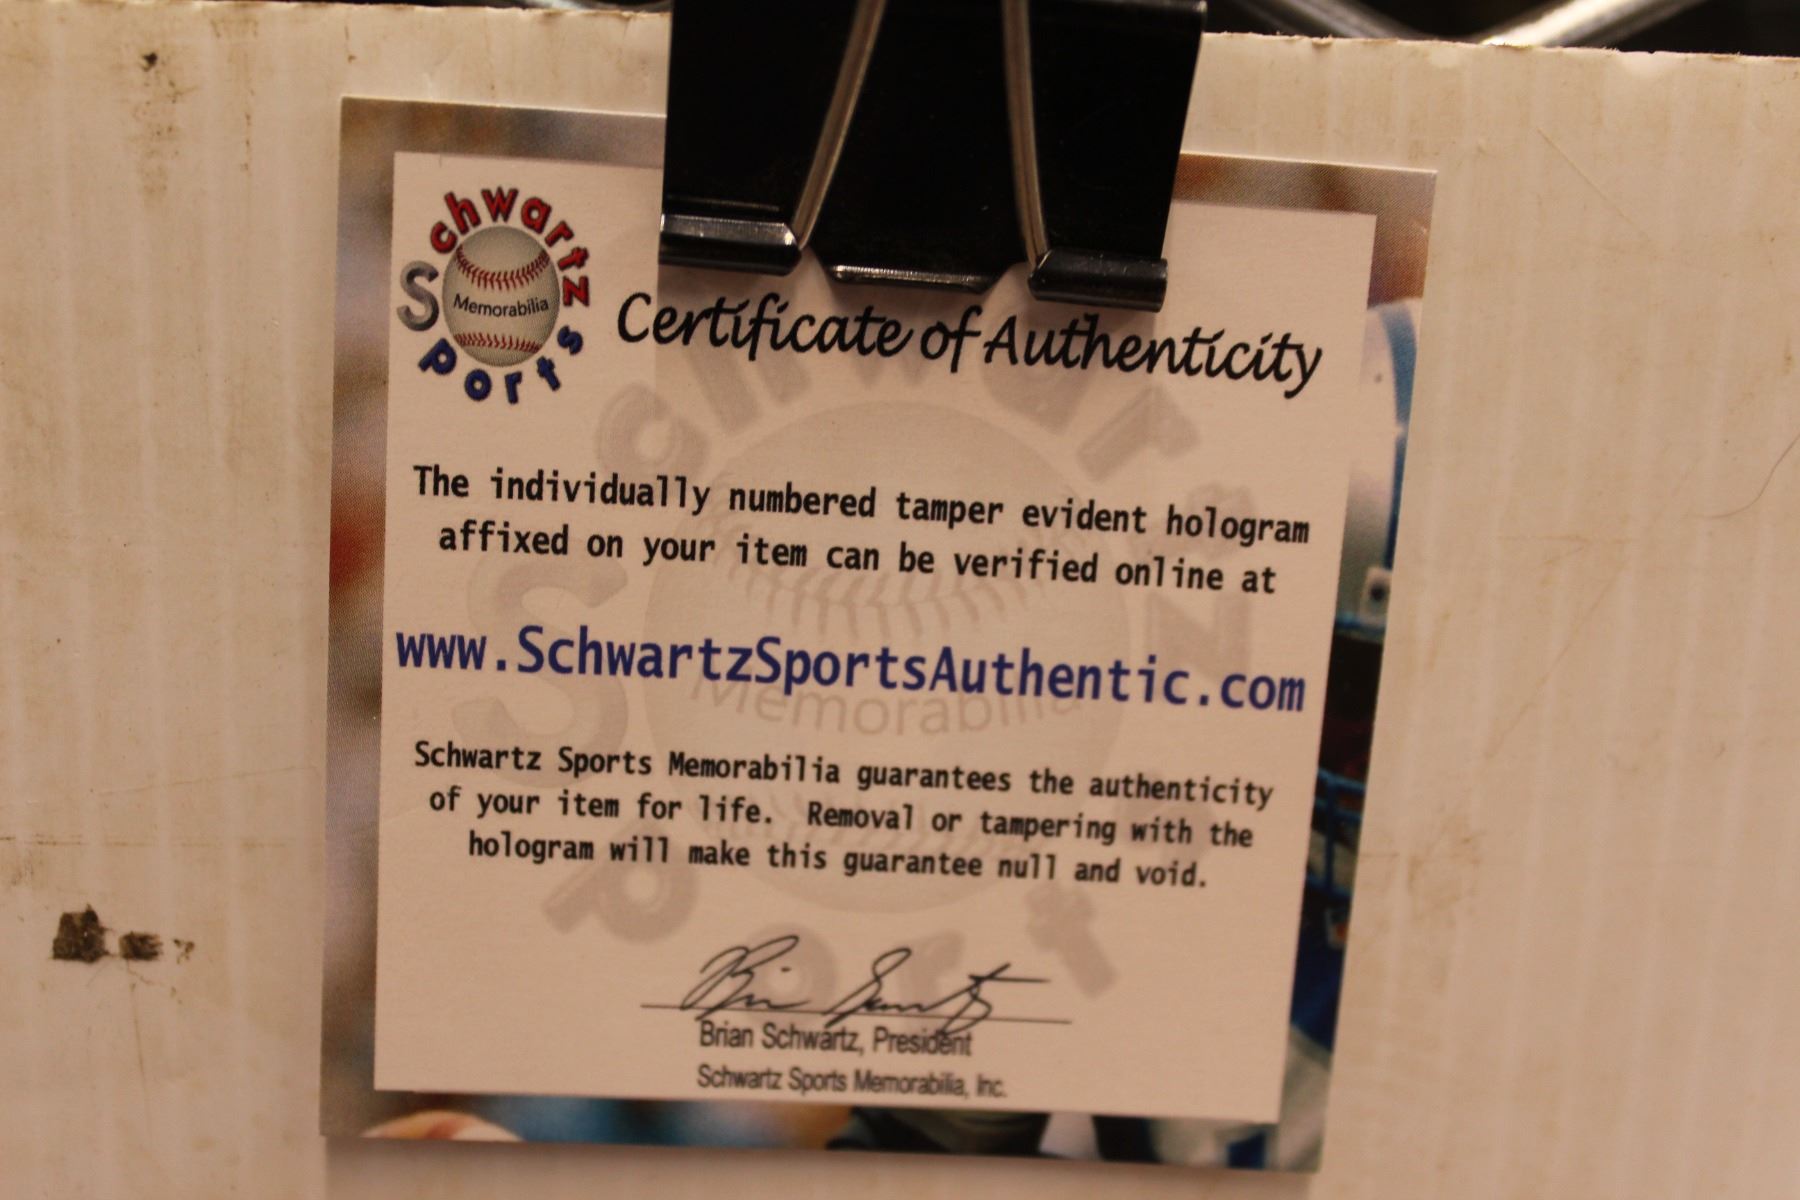 Schwartz
Sports
Memorabilia
Certificate of Authenticity
The individually numbered tamper evident hologram
affixed on your item can be verified online at
www.SchwartzSportsAuthentic.com
Schwartz Sports Memorabilia guarantees the authenticity
of your item for life. Removal or tampering with the
hologram will make this guarantee null and void.
Brian Schwartz
Brian Schwartz, President
Schwartz Sports Memorabilia, Inc.